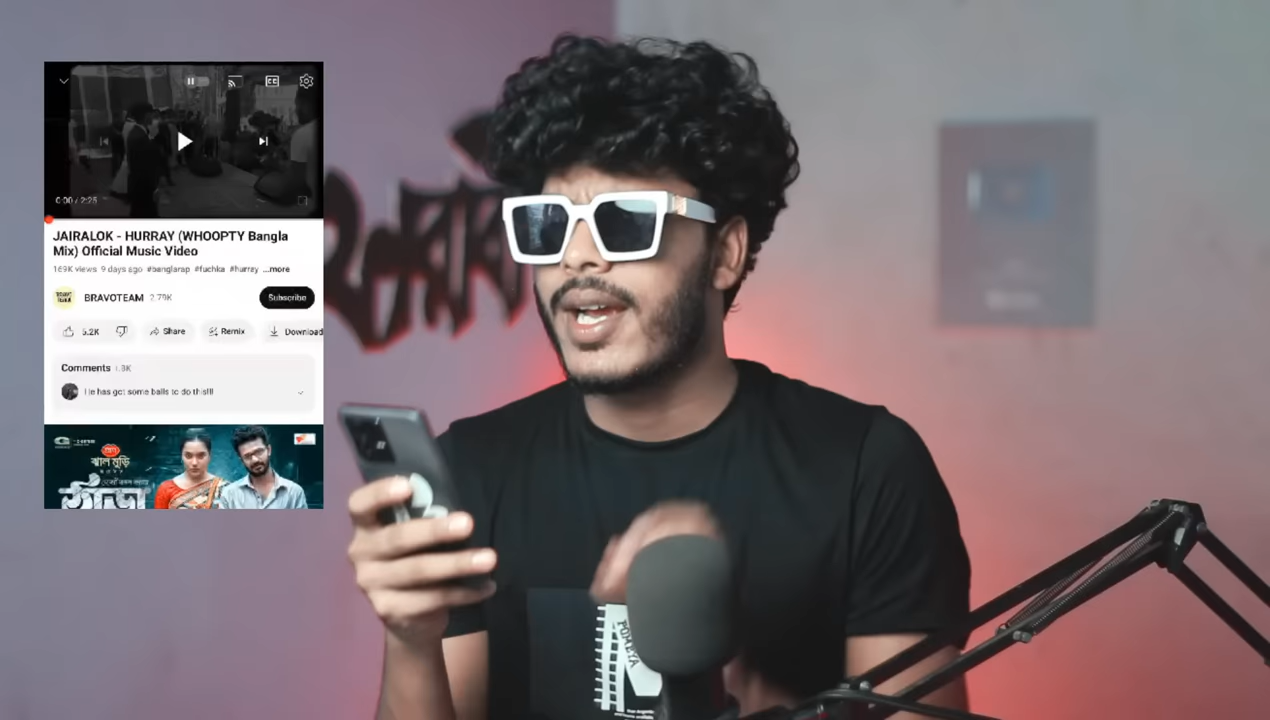 0:00 / 2:25
JAIRALOK - HURRAY (WHOOPTY Bangla
Mix) Official Music Video
169K views 9 days ago #banglarap #fuchka #hurray ...more
BRAVOTEAM 2.79K
Subscribe
5.2K
Share
Remix
Download
Comments 1.8K
He has got some balls to do this!!!
ঝাল মুড়ি
ঠান্ডা
POMEYA